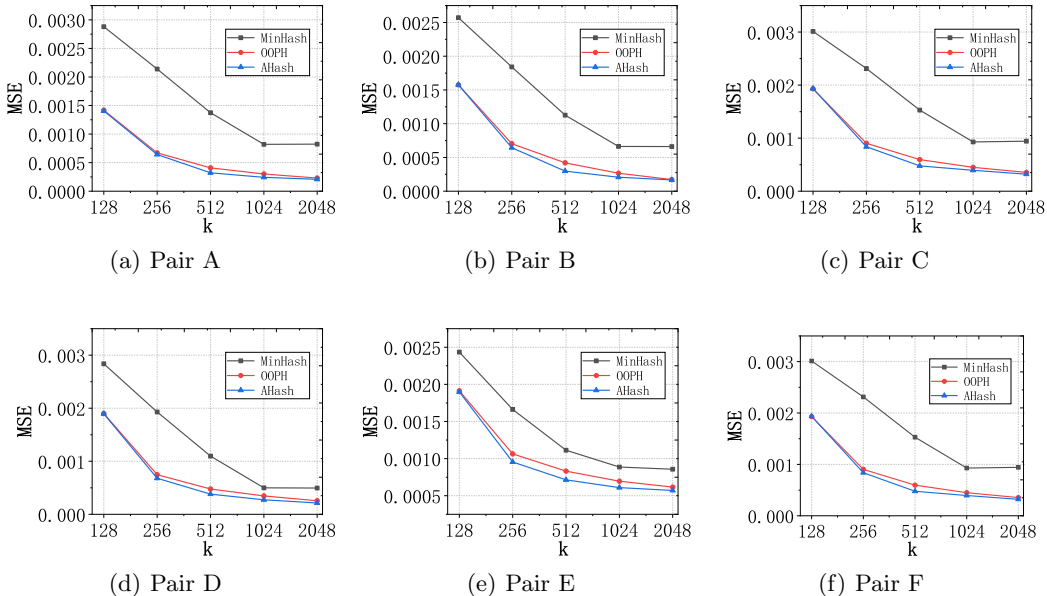 0.0030
0.0025
0.0020
0.0015
0.0010
0.0005
0.0000
MSE
MinHash
OOPH
AHash
128 256 512 1024 2048
k
(a) Pair A
0.0025
0.0020
0.0015
0.0010
0.0005
0.0000
MSE
MinHash
OOPH
AHash
128 256 512 1024 2048
k
(b) Pair B
0.003
0.002
0.001
0.000
MSE
MinHash
OOPH
AHash
128 256 512 1024 2048
k
(c) Pair C
0.003
0.002
0.001
0.000
MSE
MinHash
OOPH
AHash
128 256 512 1024 2048
k
(d) Pair D
0.0025
0.0020
0.0015
0.0010
0.0005
MSE
MinHash
OOPH
AHash
128 256 512 1024 2048
k
(e) Pair E
0.003
0.002
0.001
0.000
MSE
MinHash
OOPH
AHash
128 256 512 1024 2048
k
(f) Pair F